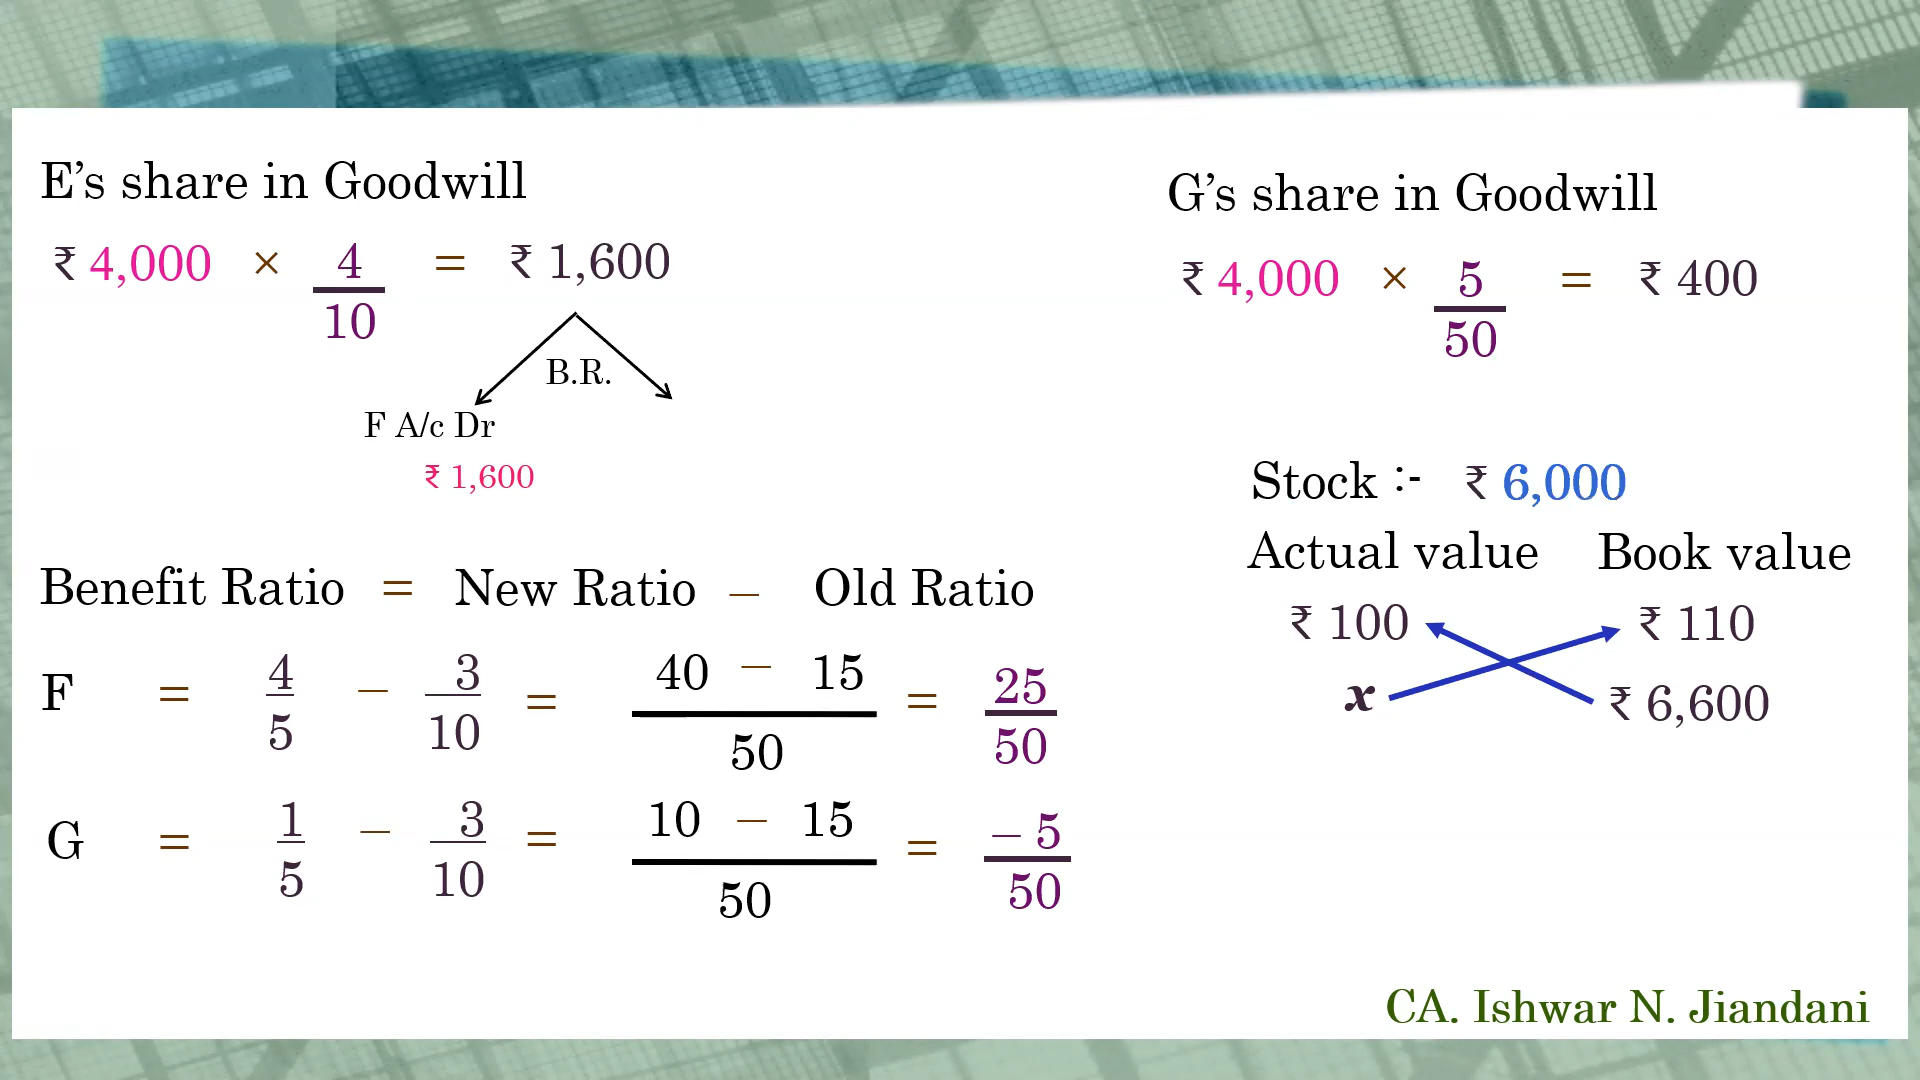 E’s share in Goodwill
₹ 4,000 × 4/10 = ₹ 1,600
B.R.
F A/c Dr
₹ 1,600
Benefit Ratio = New Ratio – Old Ratio
F = 4/5 – 3/10 = 40 – 15/50 = 25/50
G = 1/5 – 3/10 = 10 – 15/50 = – 5/50
G’s share in Goodwill
₹ 4,000 × 5/50 = ₹ 400
Stock :- ₹ 6,000
Actual value Book value
₹ 100 ₹ 110
x ₹ 6,600
CA. Ishwar N. Jiandani